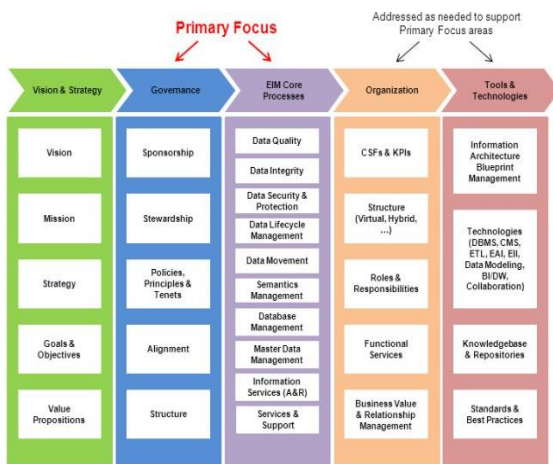 Primary Focus
Addressed as needed to support
Primary Focus areas
Vision & Strategy
Governance
EIM Core
Processes
Organization
Tools &
Technologies
Vision
Mission
Strategy
Goals &
Objectives
Value
Propositions
Sponsorship
Stewardship
Policies,
Principles &
Tenets
Alignment
Structure
Data Quality
Data Integrity
Data Security &
Protection
Data Lifecycle
Management
Data Movement
Semantics
Management
Database
Management
Master Data
Management
Information
Services (A&R)
Services &
Support
CSFs & KPIs
Structure
(Virtual, Hybrid,
...)
Roles &
Responsibilities
Functional
Services
Business Value
& Relationship
Management
Information
Architecture
Blueprint
Management
Technologies
(DBMS, CMS,
ETL, EAI, EII,
Data Modeling,
BI/DW,
Collaboration)
Knowledgebase
& Repositories
Standards &
Best Practices